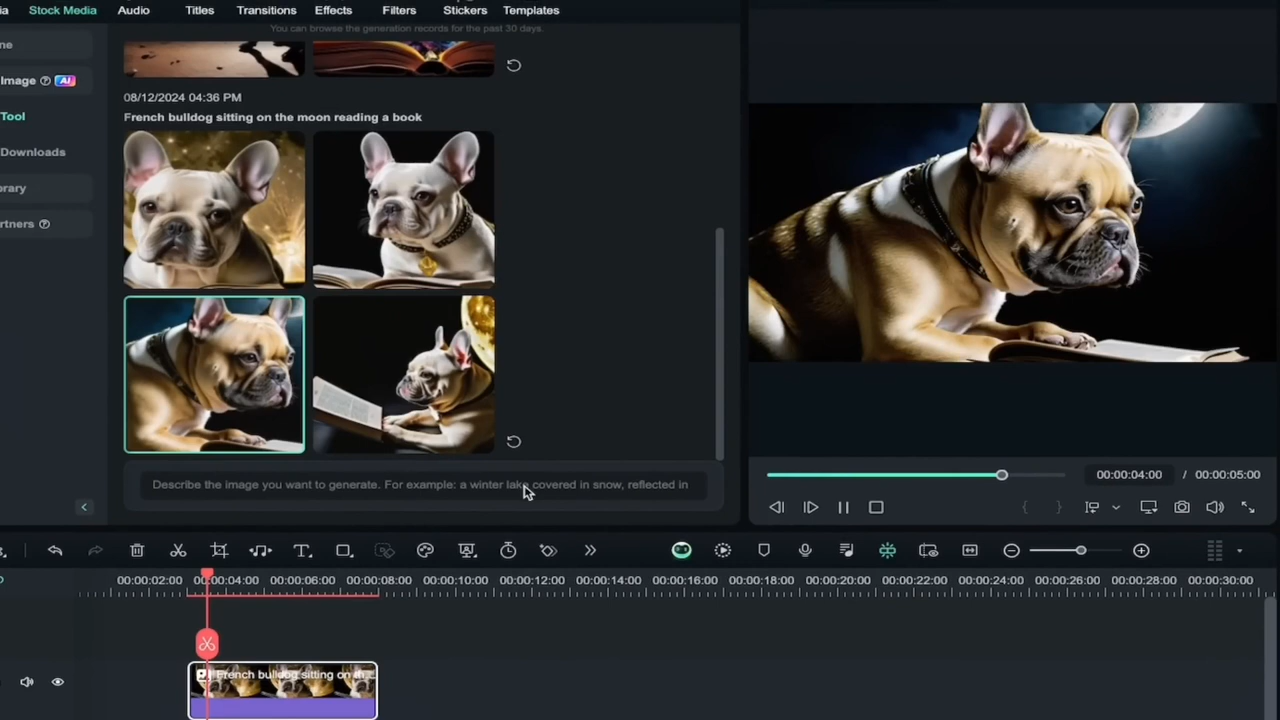 ia Stock Media Audio Titles Transitions Effects Filters Stickers Templates
You can browse the generation records for the past 30 days.
ne
Image AI
Tool
Downloads
brary
rtners
08/12/2024 04:36 PM
French bulldog sitting on the moon reading a book
Describe the image you want to generate. For example: a winter lake covered in snow, reflected in
00:00:04:00 / 00:00:05:00
00:00:02:00 00:00:04:00 00:00:06:00 00:00:08:00 00:00:10:00 00:00:12:00 00:00:14:00 00:00:16:00 00:00:18:00 00:00:20:00 00:00:22:00 00:00:24:00 00:00:26:00 00:00:28:00 00:00:30:00
French bulldog sitting on